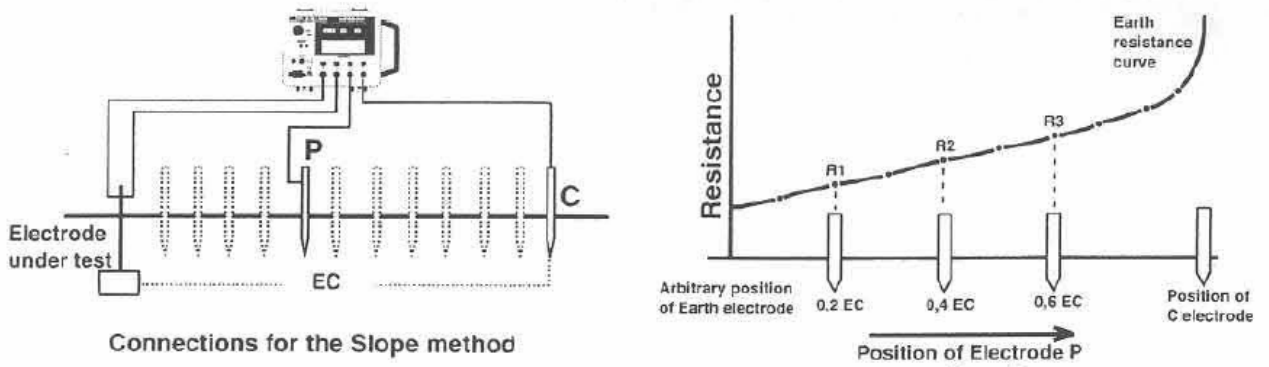 P
C
Electrode
under test
EC
Connections for the Slope method
Earth
resistance
curve
Resistance
R1
R2
R3
Arbitrary position
of Earth electrode
0,2 EC
0,4 EC
0,6 EC
Position of
C electrode
Position of Electrode P